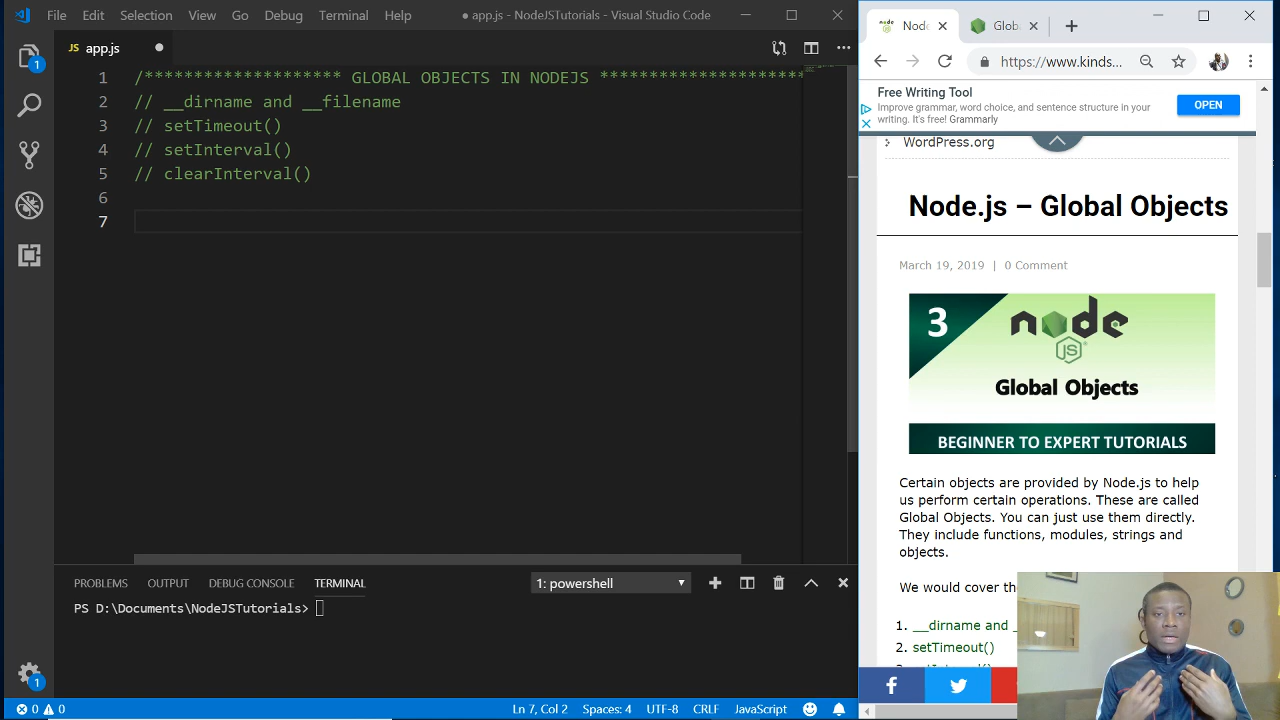 File Edit Selection View Go Debug Terminal Help
● app.js - NodeJSTutorials - Visual Studio Code
JS app.js ●
1 /******************** GLOBAL OBJECTS IN NODEJS *********************
2 // __dirname and __filename
3 // setTimeout()
4 // setInterval()
5 // clearInterval()
6
7
1
1
PROBLEMS OUTPUT DEBUG CONSOLE TERMINAL
1: powershell
PS D:\Documents\NodeJSTutorials>
0 0
Ln 7, Col 2 Spaces: 4 UTF-8 CRLF JavaScript
node Node
Glob
https://www.kinds...
Free Writing Tool
Improve grammar, word choice, and sentence structure in your
writing. It's free! Grammarly
OPEN
WordPress.org
Node.js – Global Objects
March 19, 2019 | 0 Comment
3
node
JS
Global Objects
BEGINNER TO EXPERT TUTORIALS
Certain objects are provided by Node.js to help
us perform certain operations. These are called
Global Objects. You can just use them directly.
They include functions, modules, strings and
objects.
We would cover the
1. __dirname and
2. setTimeout()